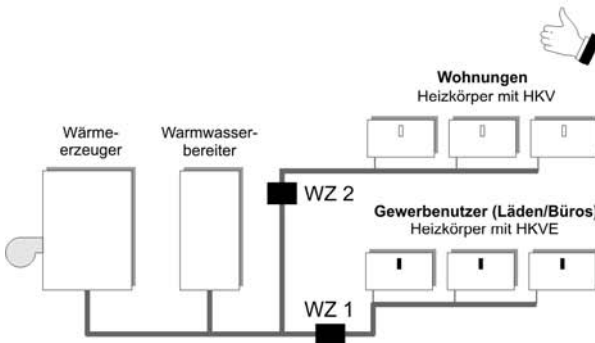 Wohnungen
Heizkörper mit HKV
Wärme-
erzeuger
Warmwasser-
bereiter
WZ 2
Gewerbenutzer (Läden/Büros)
Heizkörper mit HKVE
WZ 1